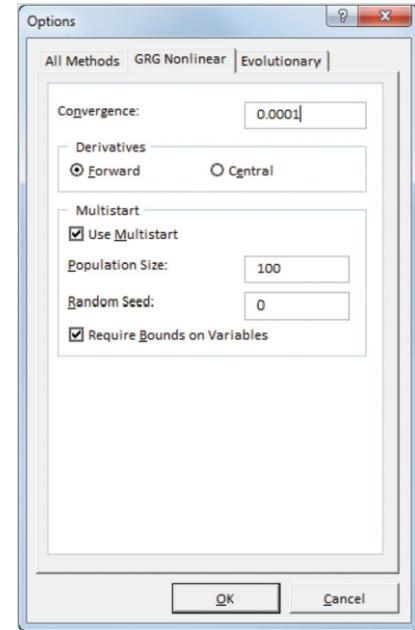 Options
All Methods GRG Nonlinear Evolutionary
Convergence: 0.0001
Derivatives
Forward Central
Multistart
Use Multistart
Population Size: 100
Random Seed: 0
Require Bounds on Variables
OK Cancel